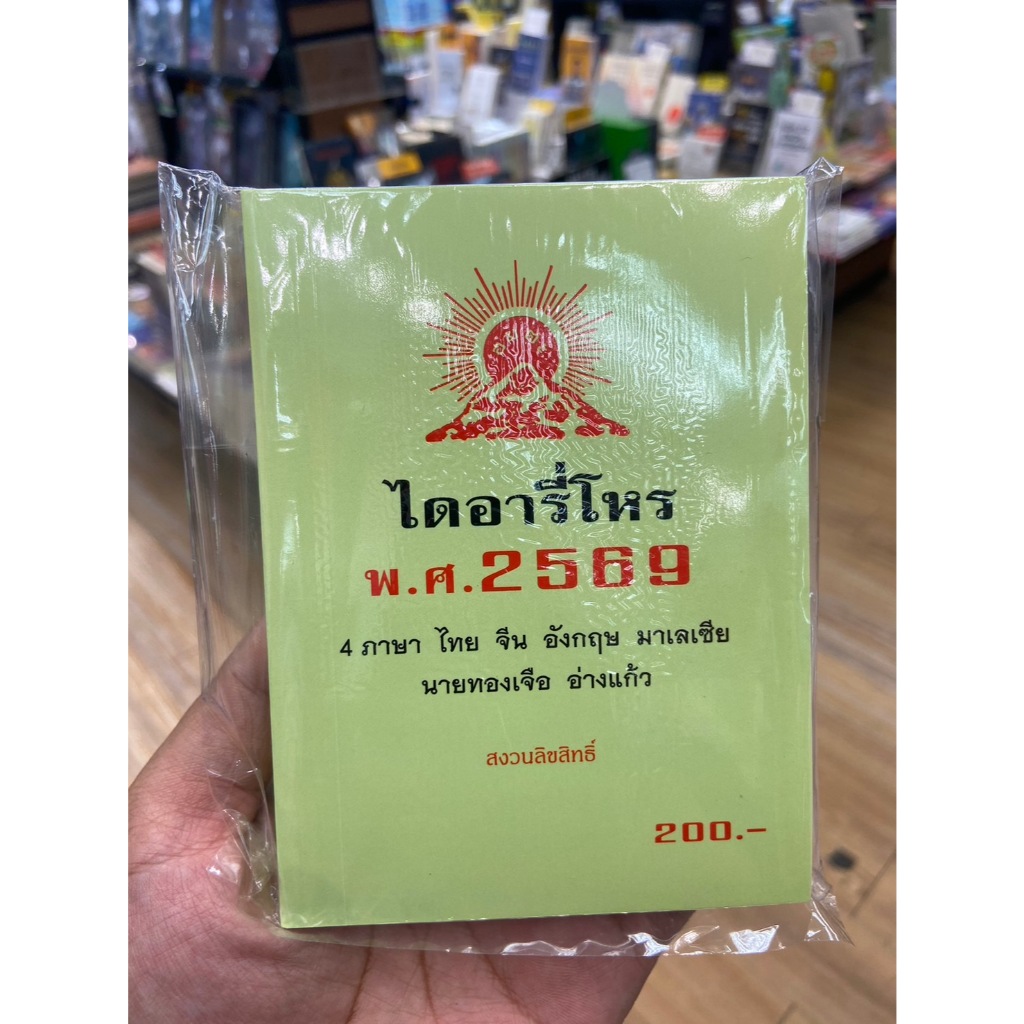 ไดอารี่โหร
พ.ศ.2569
4 ภาษา ไทย จีน อังกฤษ มาเลเซีย
นายทองเจือ อ่างแก้ว
สงวนลิขสิทธิ์
200.-